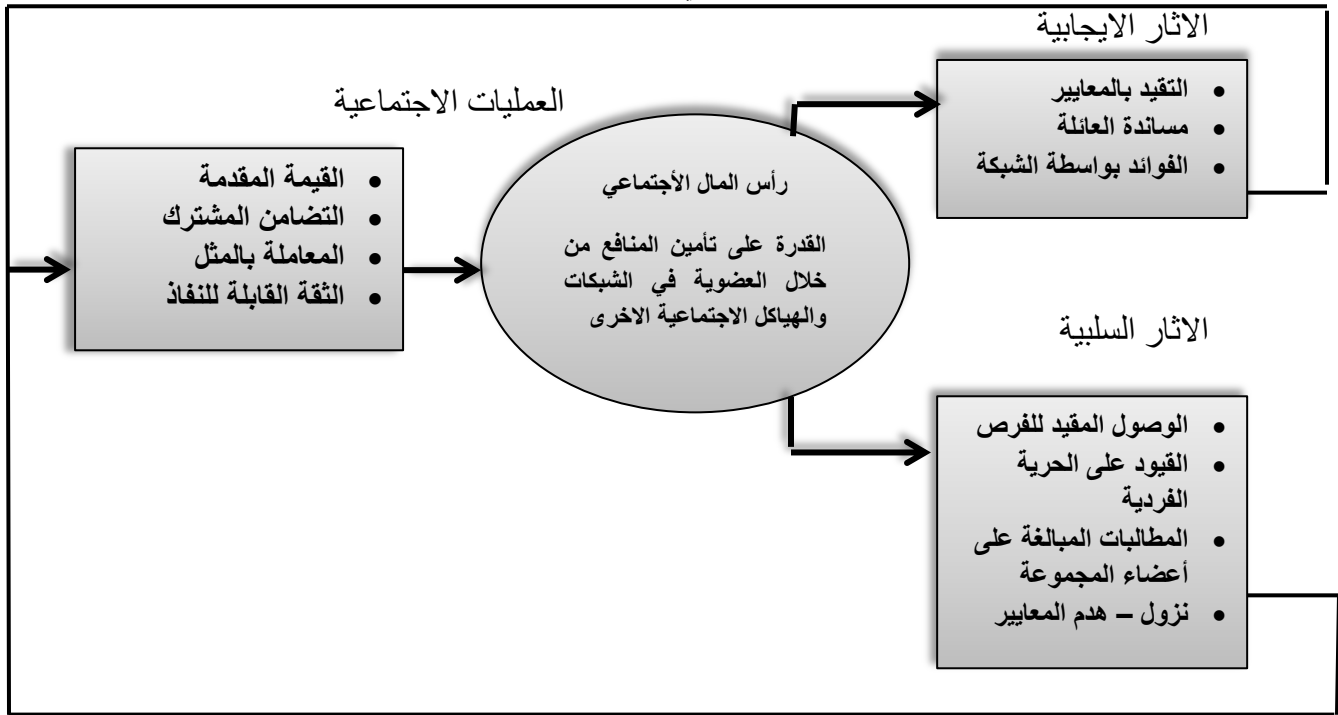 الاثار الايجابية
• التقيد بالمعايير
• مساندة العائلة
• الفوائد بواسطة الشبكة
العمليات الاجتماعية
• القيمة المقدمة
• التضامن المشترك
• المعاملة بالمثل
• الثقة القابلة للنفاذ
رأس المال الأجتماعي
القدرة على تأمين المنافع من
خلال العضوية في الشبكات
والهياكل الاجتماعية الاخرى
الاثار السلبية
• الوصول المقيد للفرص
• القيود على الحرية
الفردية
• المطالبات المبالغة على
أعضاء المجموعة
• نزول – هدم المعايير